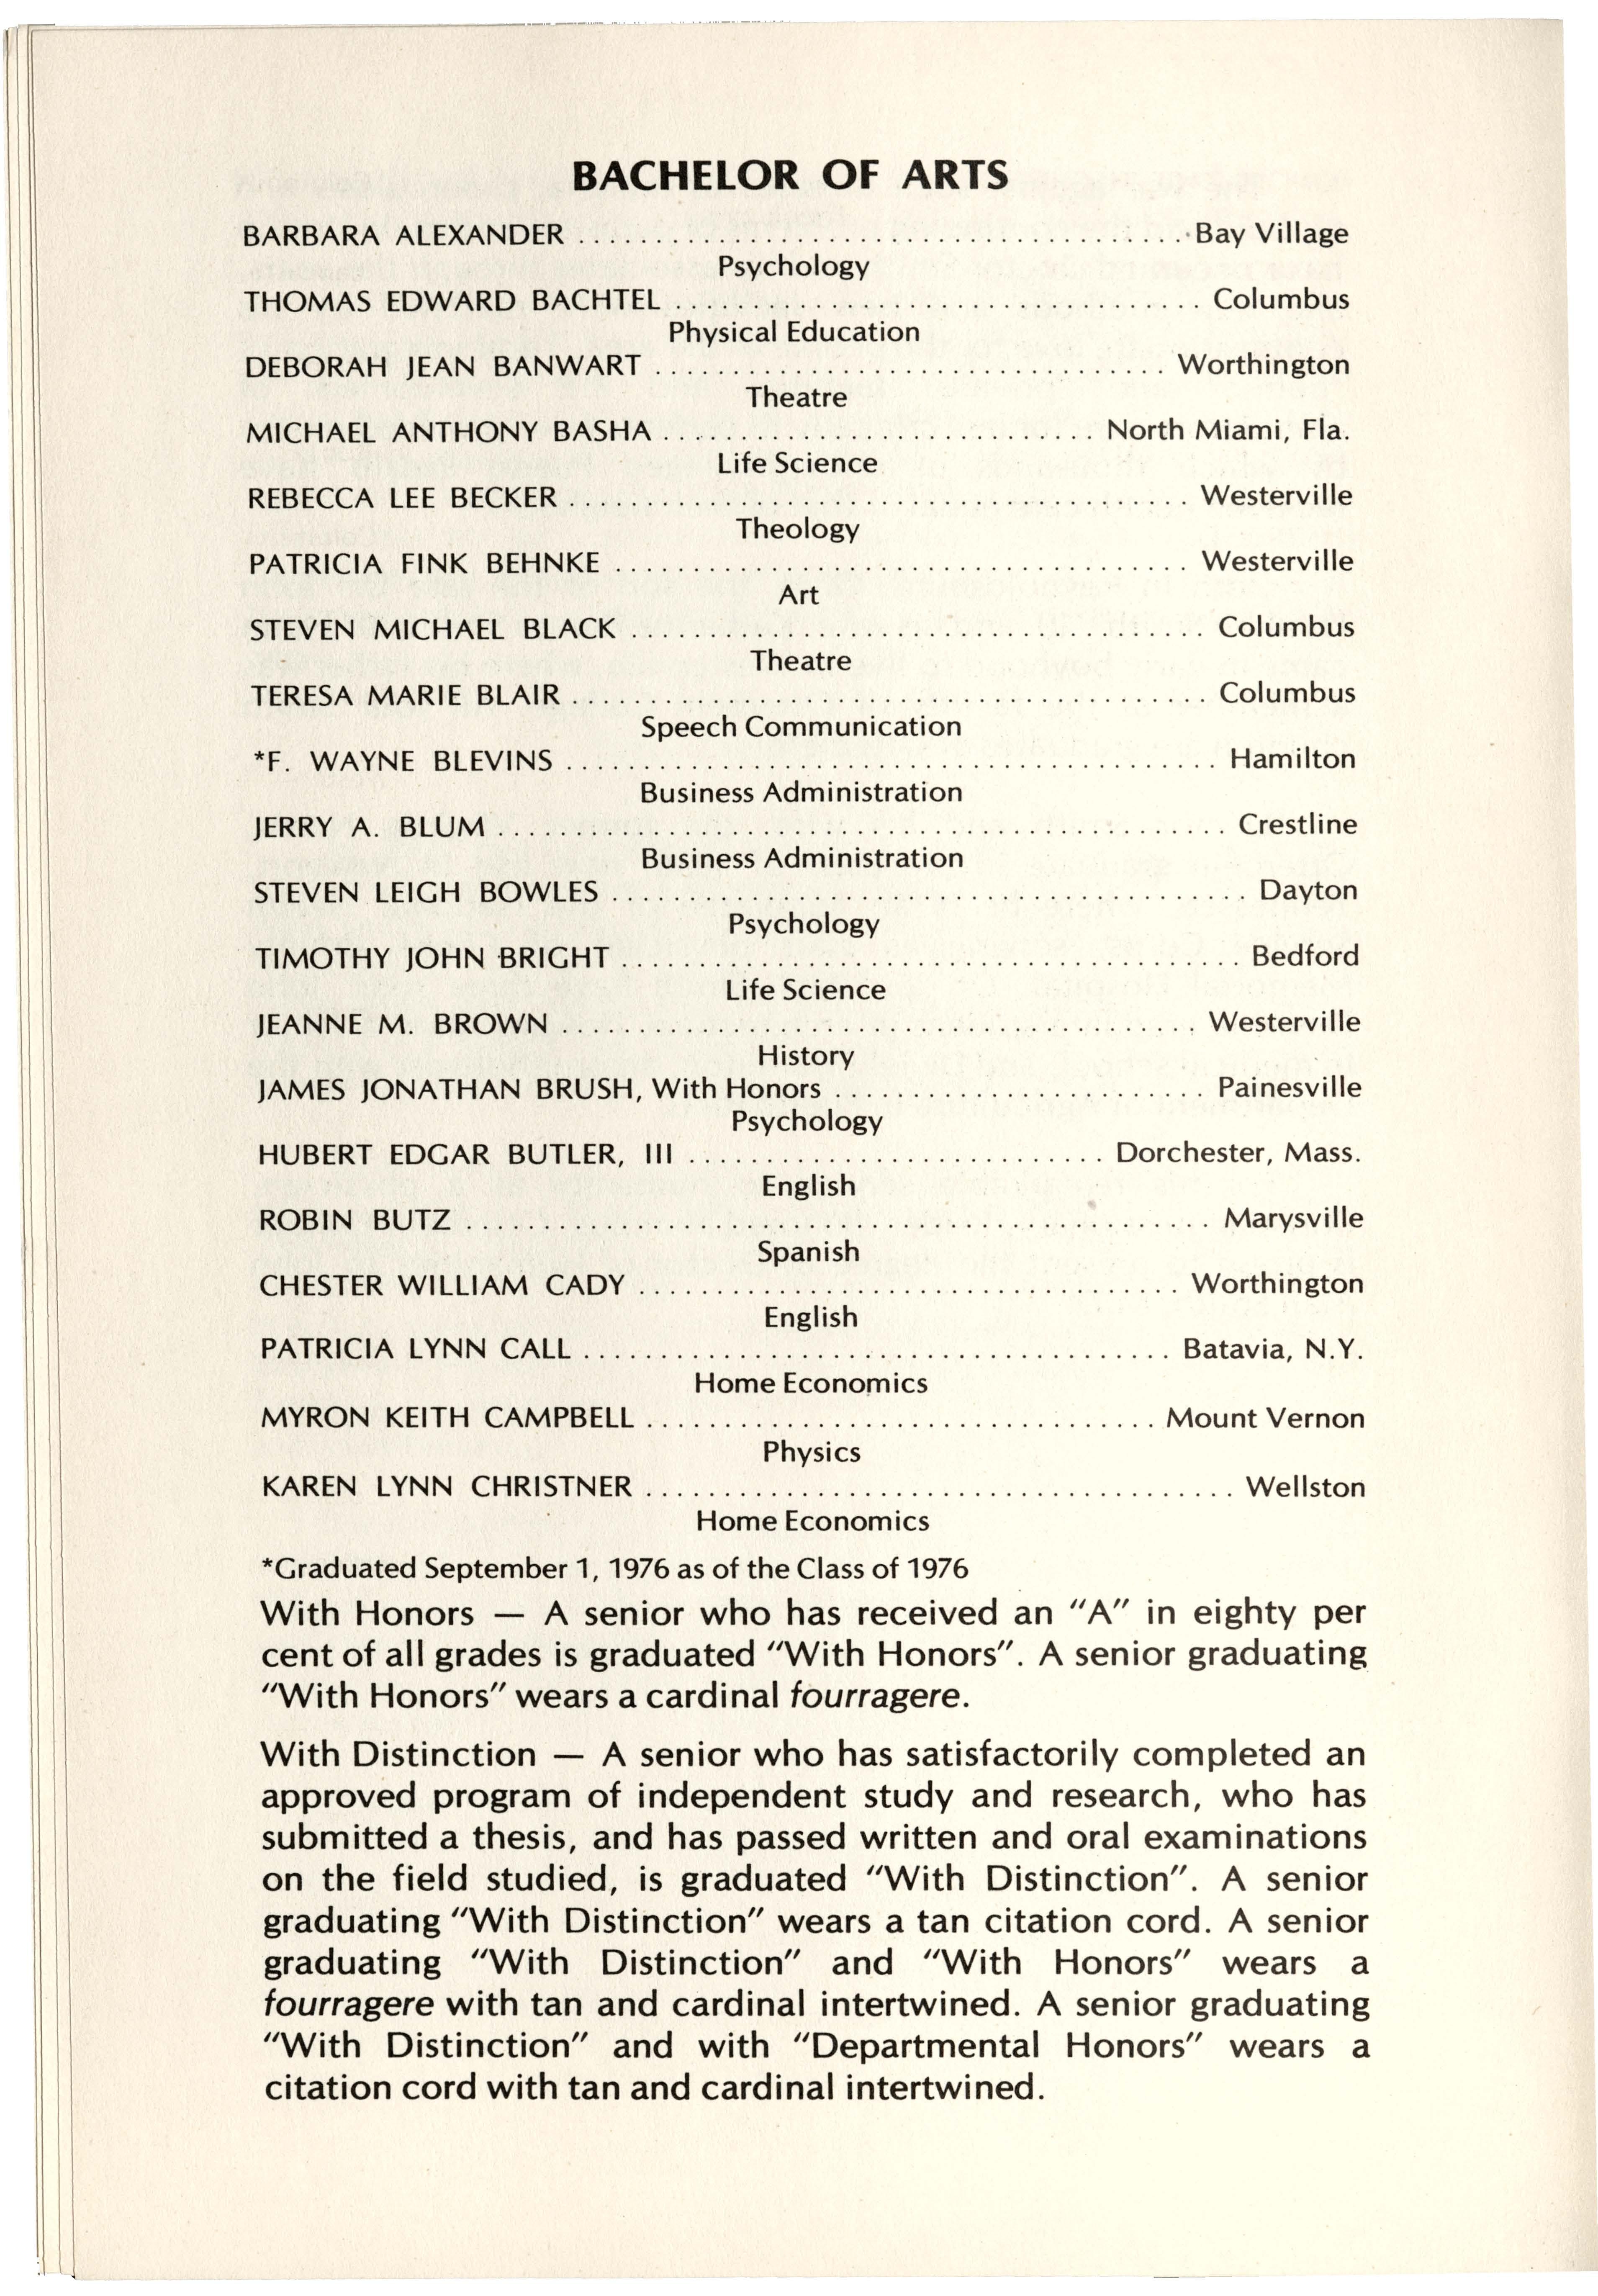 BACHELOR OF ARTS
BARBARA ALEXANDER ........................................ Bay Village
Psychology
THOMAS EDWARD BACHTEL .................................. Columbus
Physical Education
DEBORAH JEAN BANWART ................................. Worthington
Theatre
MICHAEL ANTHONY BASHA ............................ North Miami, Fla.
Life Science
REBECCA LEE BECKER ........................................ Westerville
Theology
PATRICIA FINK BEHNKE ..................................... Westerville
Art
STEVEN MICHAEL BLACK ..................................... Columbus
Theatre
TERESA MARIE BLAIR ......................................... Columbus
Speech Communication
*F. WAYNE BLEVINS .......................................... Hamilton
Business Administration
JERRY A. BLUM ............................................... Crestline
Business Administration
STEVEN LEIGH BOWLES ......................................... Dayton
Psychology
TIMOTHY JOHN BRIGHT ........................................ Bedford
Life Science
JEANNE M. BROWN ......................................... Westerville
History
JAMES JONATHAN BRUSH, With Honors ........................ Painesville
Psychology
HUBERT EDGAR BUTLER, III ........................... Dorchester, Mass.
English
ROBIN BUTZ ................................................ Marysville
Spanish
CHESTER WILLIAM CADY ................................... Worthington
English
PATRICIA LYNN CALL ...................................... Batavia, N.Y.
Home Economics
MYRON KEITH CAMPBELL ................................. Mount Vernon
Physics
KAREN LYNN CHRISTNER ...................................... Wellston
Home Economics
*Graduated September 1, 1976 as of the Class of 1976
With Honors — A senior who has received an "A" in eighty per
cent of all grades is graduated "With Honors". A senior graduating
"With Honors" wears a cardinal fourragere.
With Distinction — A senior who has satisfactorily completed an
approved program of independent study and research, who has
submitted a thesis, and has passed written and oral examinations
on the field studied, is graduated "With Distinction". A senior
graduating "With Distinction" wears a tan citation cord. A senior
graduating "With Distinction" and "With Honors" wears a
fourragere with tan and cardinal intertwined. A senior graduating
"With Distinction" and with "Departmental Honors" wears a
citation cord with tan and cardinal intertwined.